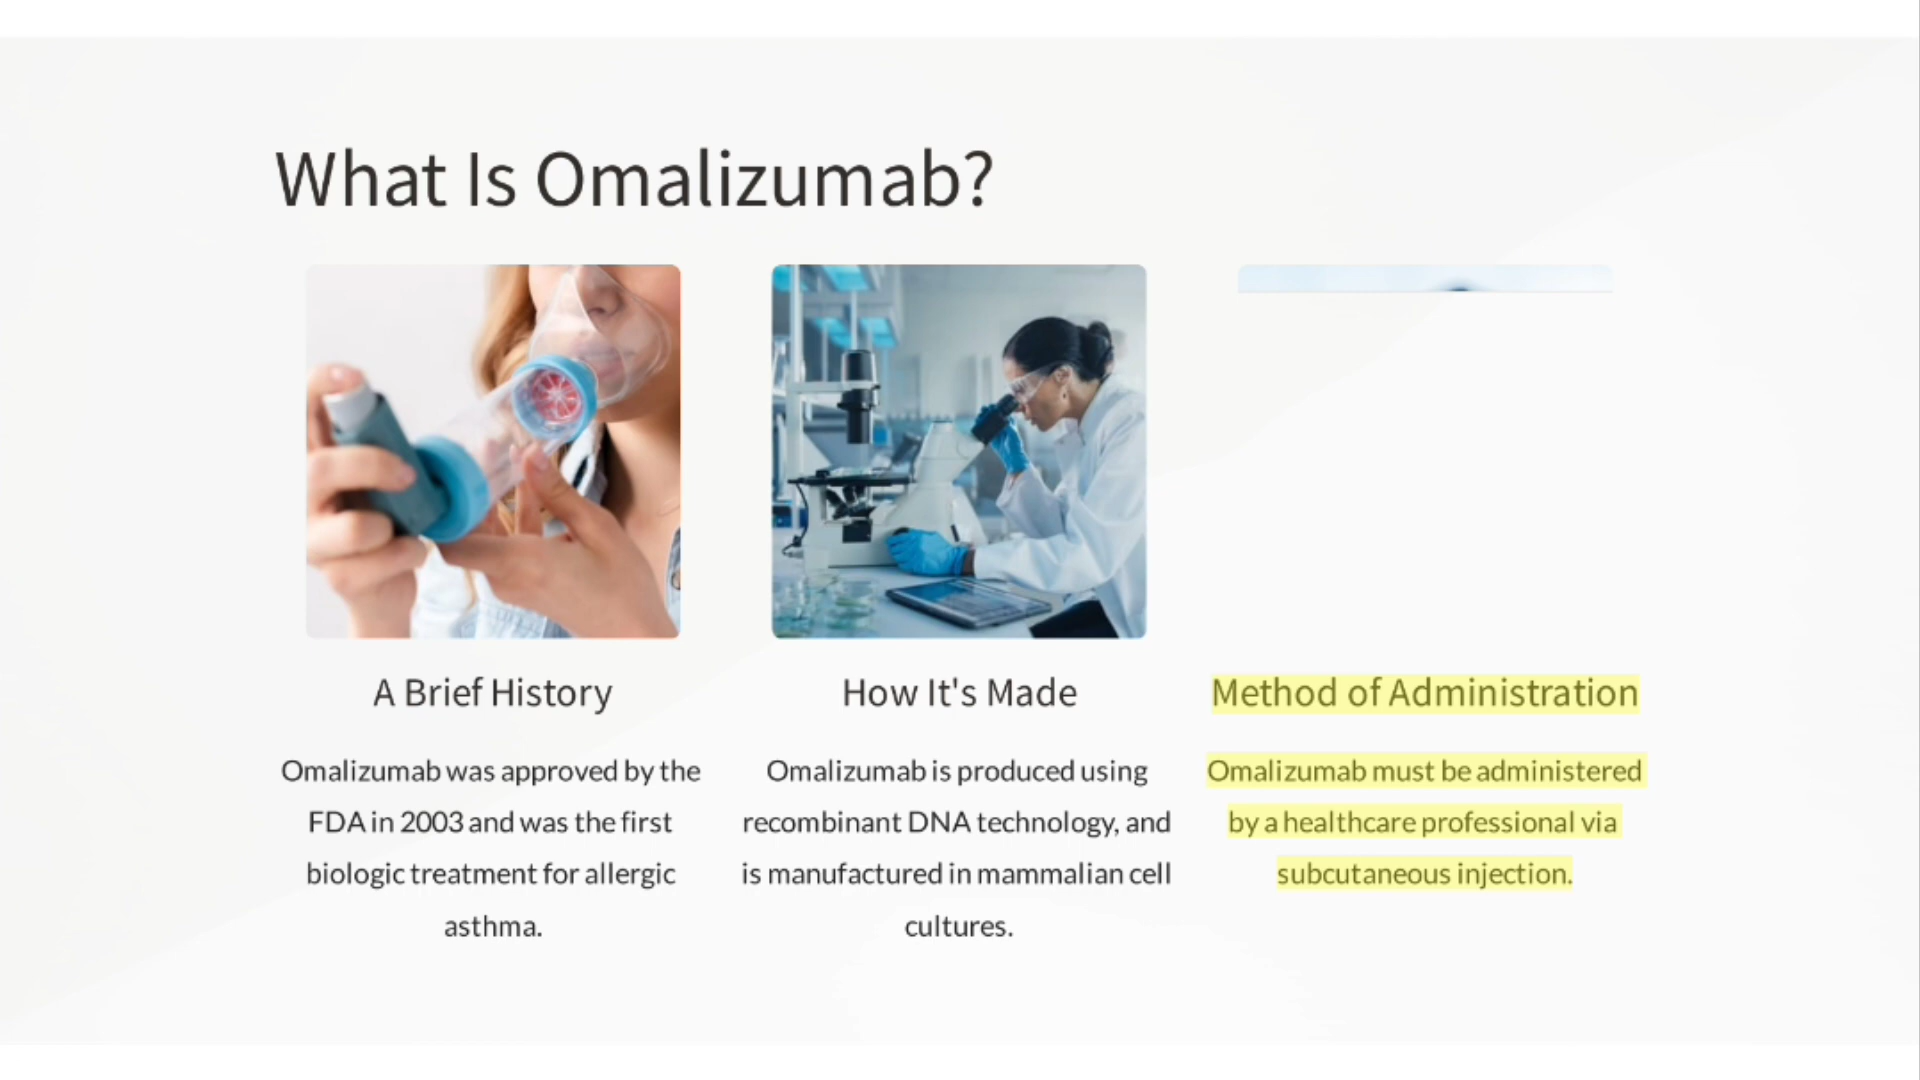 What Is Omalizumab?
A Brief History
Omalizumab was approved by the
FDA in 2003 and was the first
biologic treatment for allergic
asthma.
How It's Made
Omalizumab is produced using
recombinant DNA technology, and
is manufactured in mammalian cell
cultures.
Method of Administration
Omalizumab must be administered
by a healthcare professional via
subcutaneous injection.